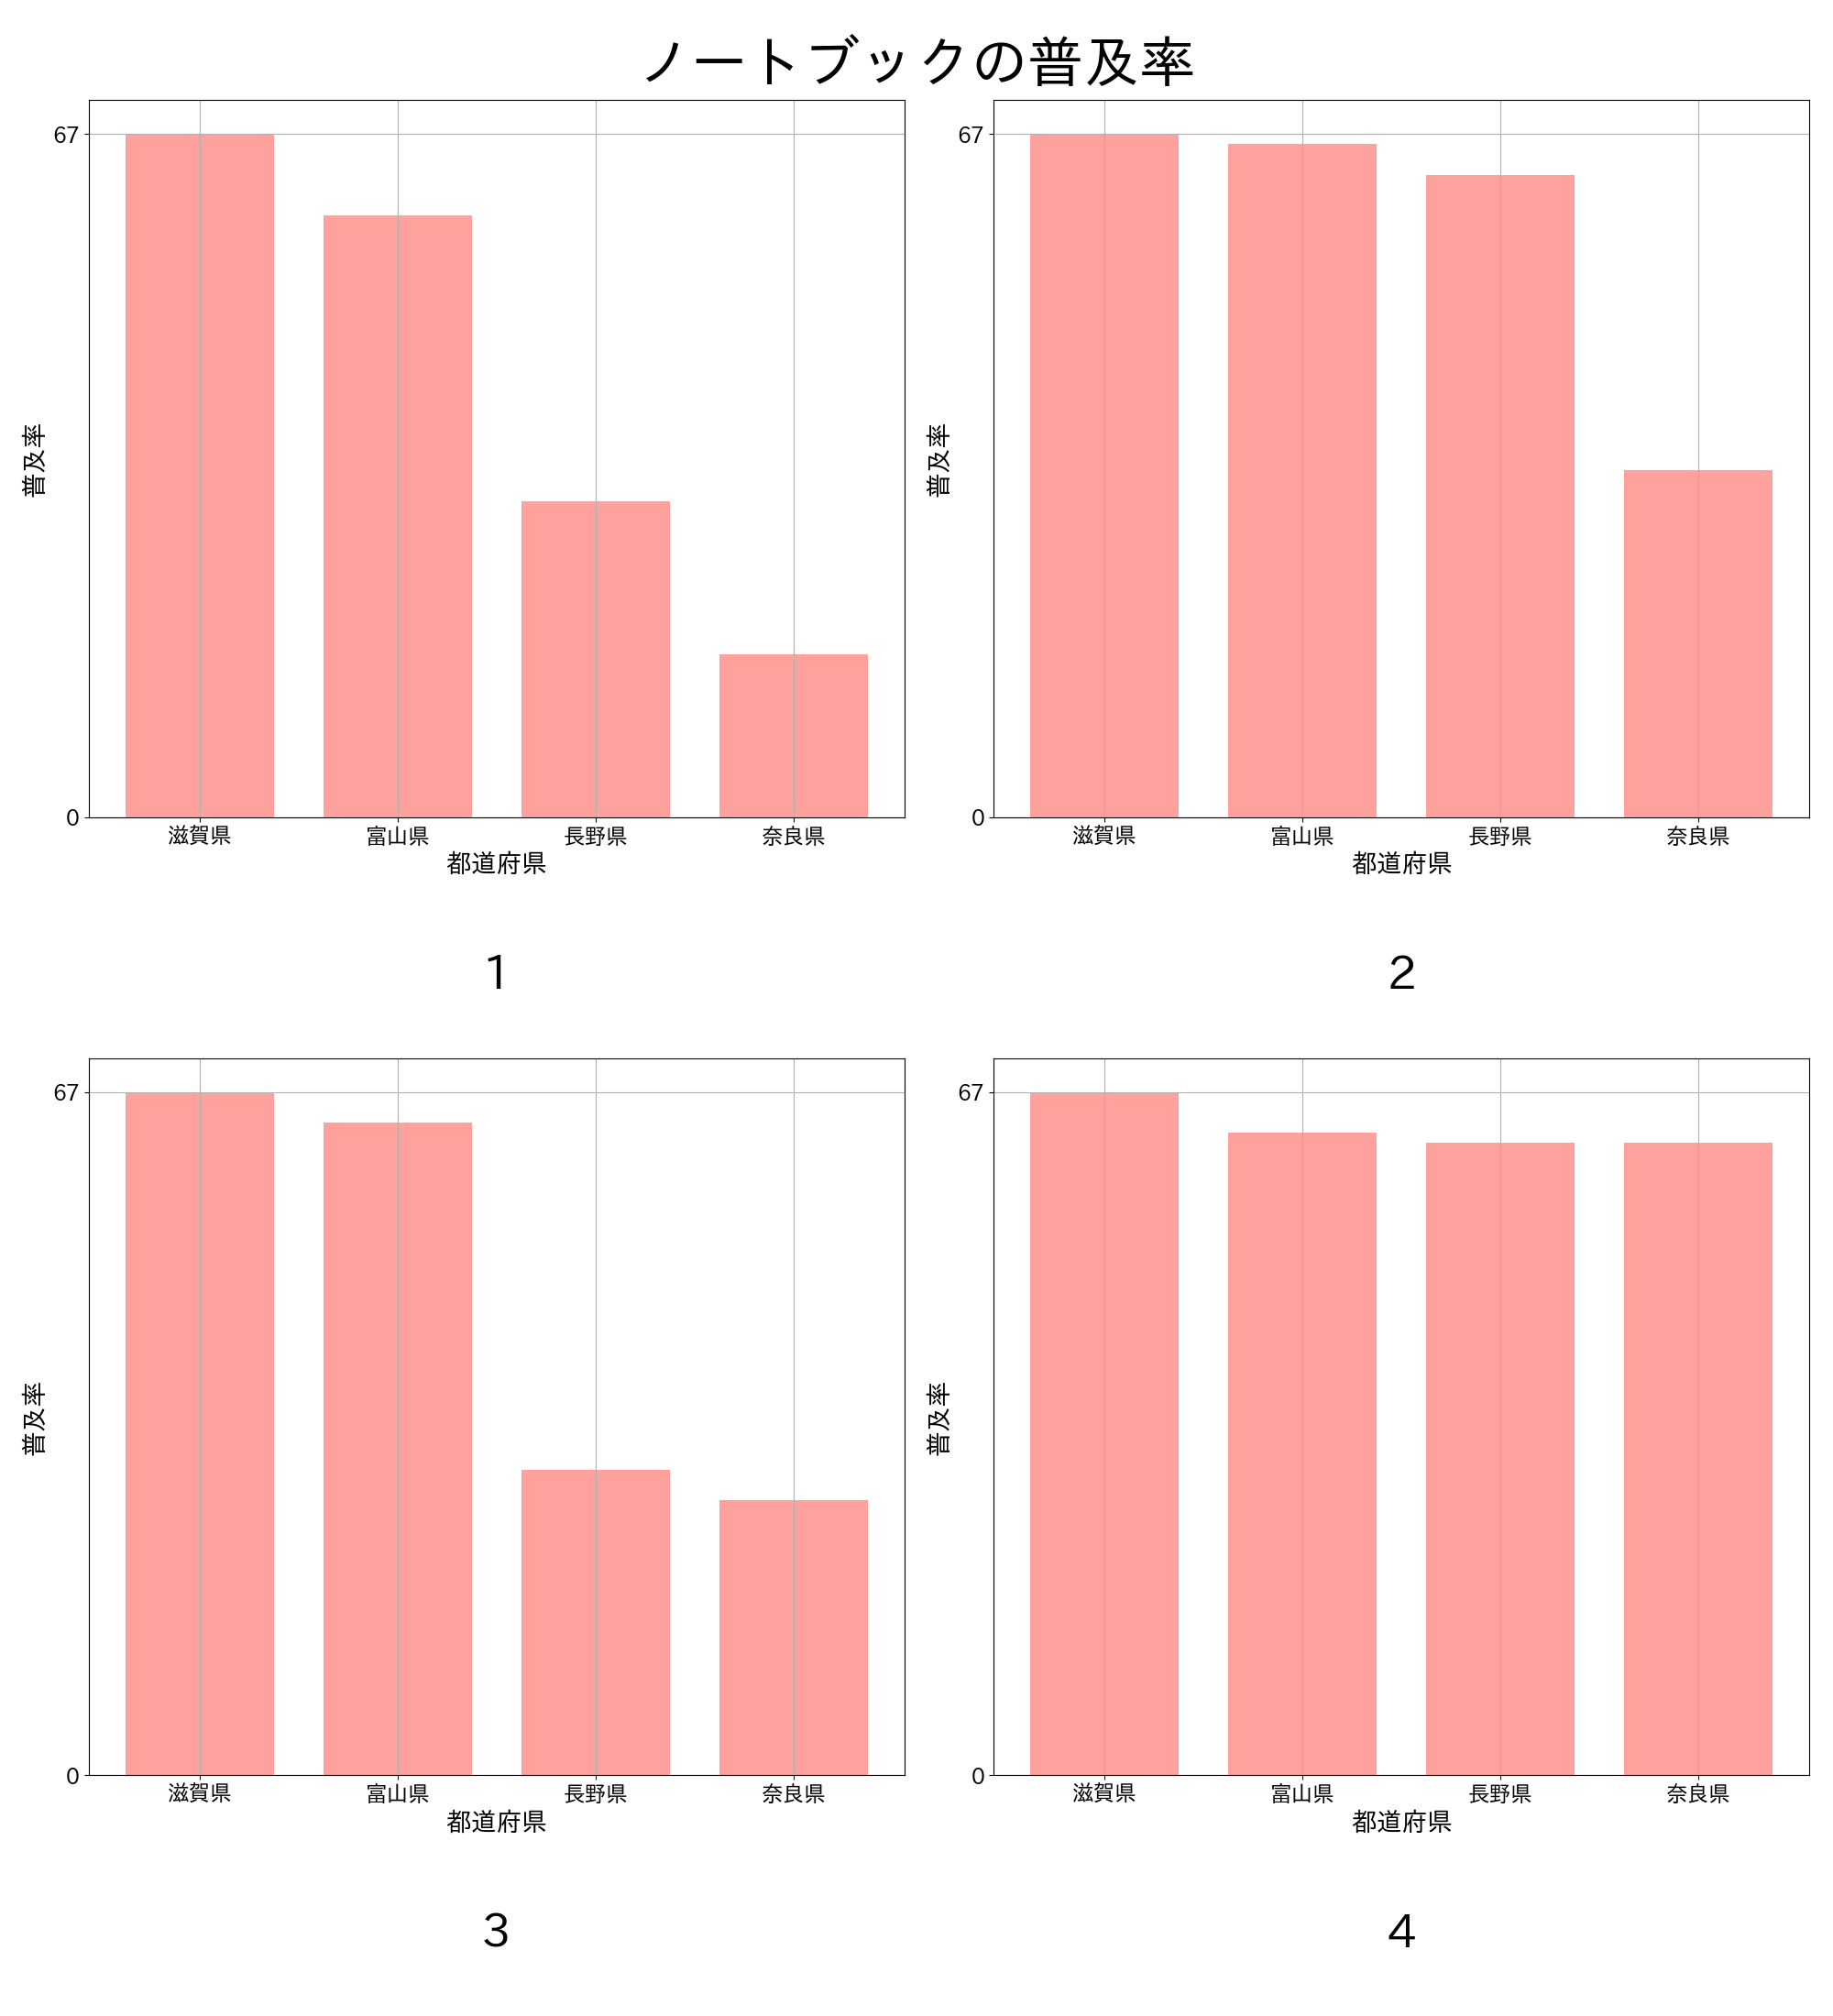 ノートブックの普及率
67
0
普及率
滋賀県 富山県 長野県 奈良県
都道府県
1
67
0
普及率
滋賀県 富山県 長野県 奈良県
都道府県
2
67
0
普及率
滋賀県 富山県 長野県 奈良県
都道府県
3
67
0
普及率
滋賀県 富山県 長野県 奈良県
都道府県
4